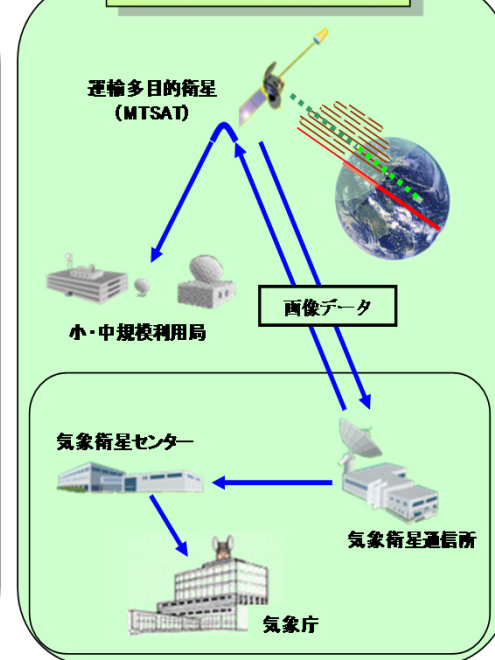 運輸多目的衛星
(MTSAT)
小・中規模利用局
画像データ
気象衛星センター
気象衛星通信所
気象庁